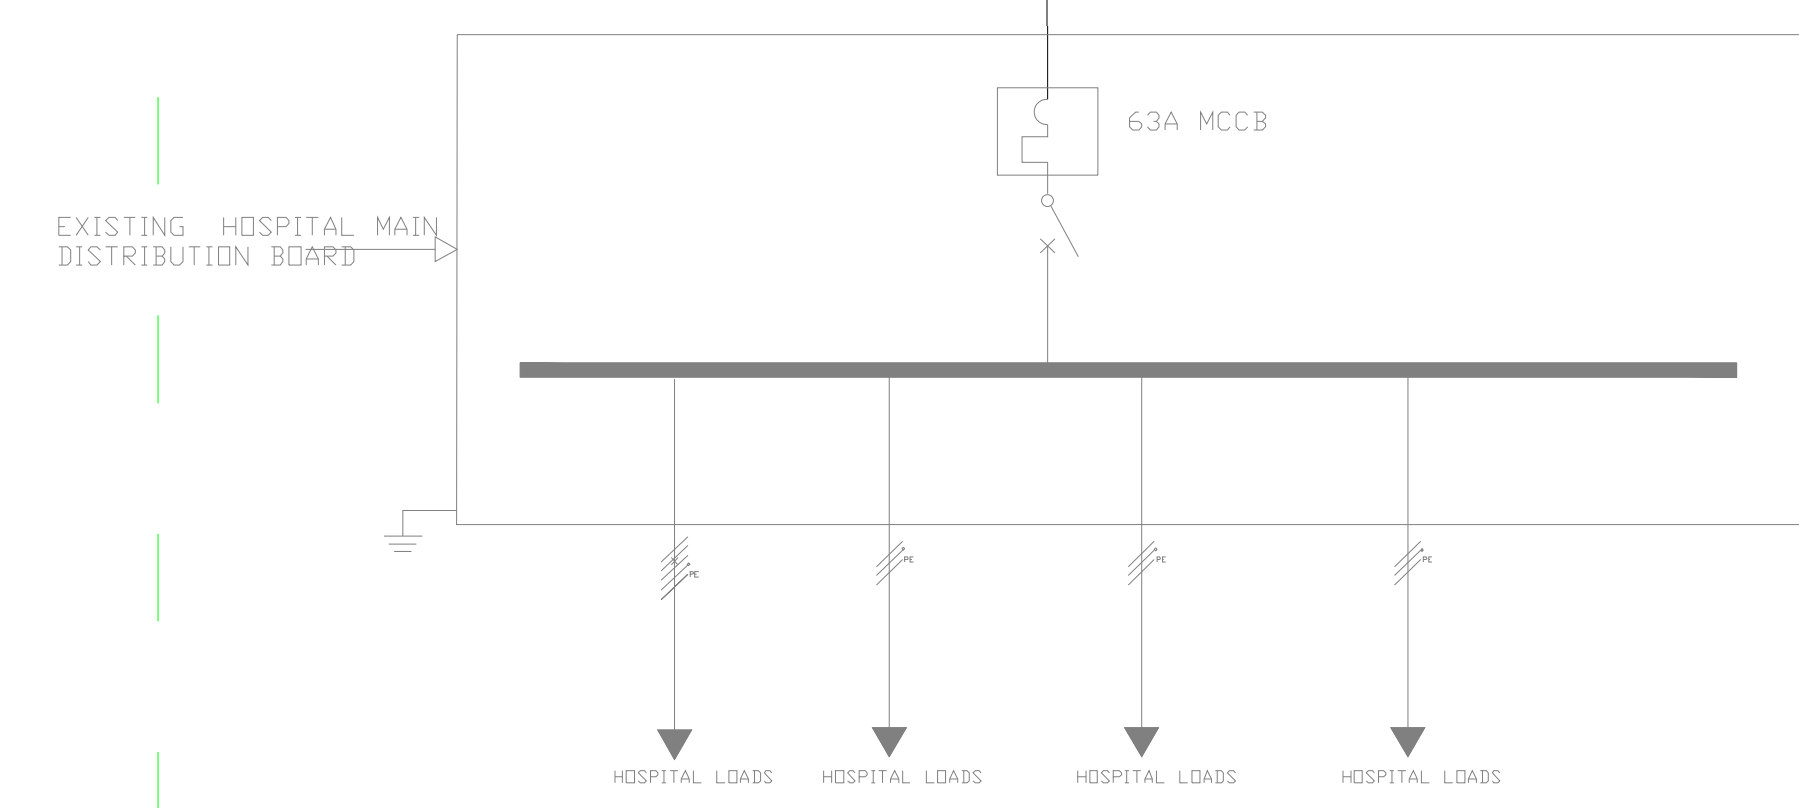 63A MCCB
EXISTING HOSPITAL MAIN
DISTRIBUTION BOARD
PE
PE
PE
PE
HOSPITAL LOADS
HOSPITAL LOADS
HOSPITAL LOADS
HOSPITAL LOADS